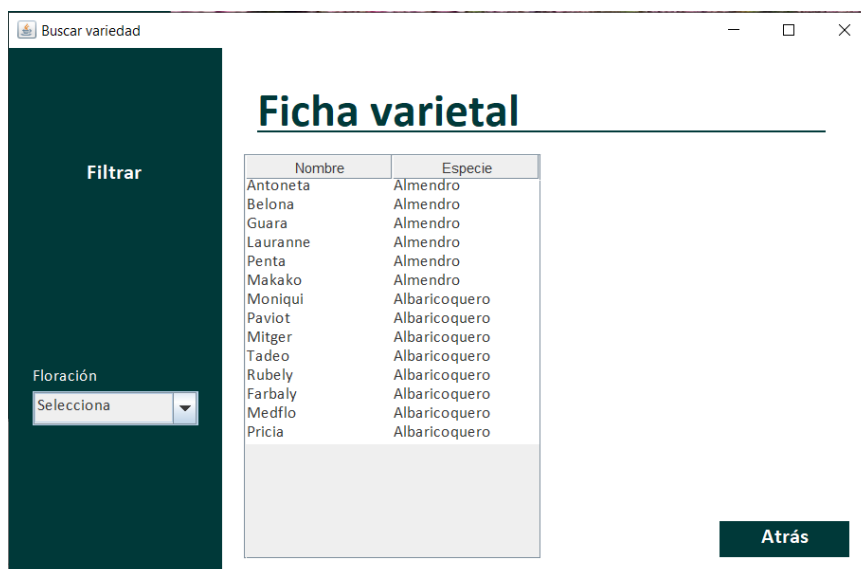 Buscar variedad
Ficha varietal
Filtrar
Floración
Selecciona
Nombre Especie
Antoneta Almendro
Belona Almendro
Guara Almendro
Lauranne Almendro
Penta Almendro
Makako Almendro
Moniqui Albaricoquero
Paviot Albaricoquero
Mitger Albaricoquero
Tadeo Albaricoquero
Rubely Albaricoquero
Farbaly Albaricoquero
Medflo Albaricoquero
Pricia Albaricoquero
Atrás